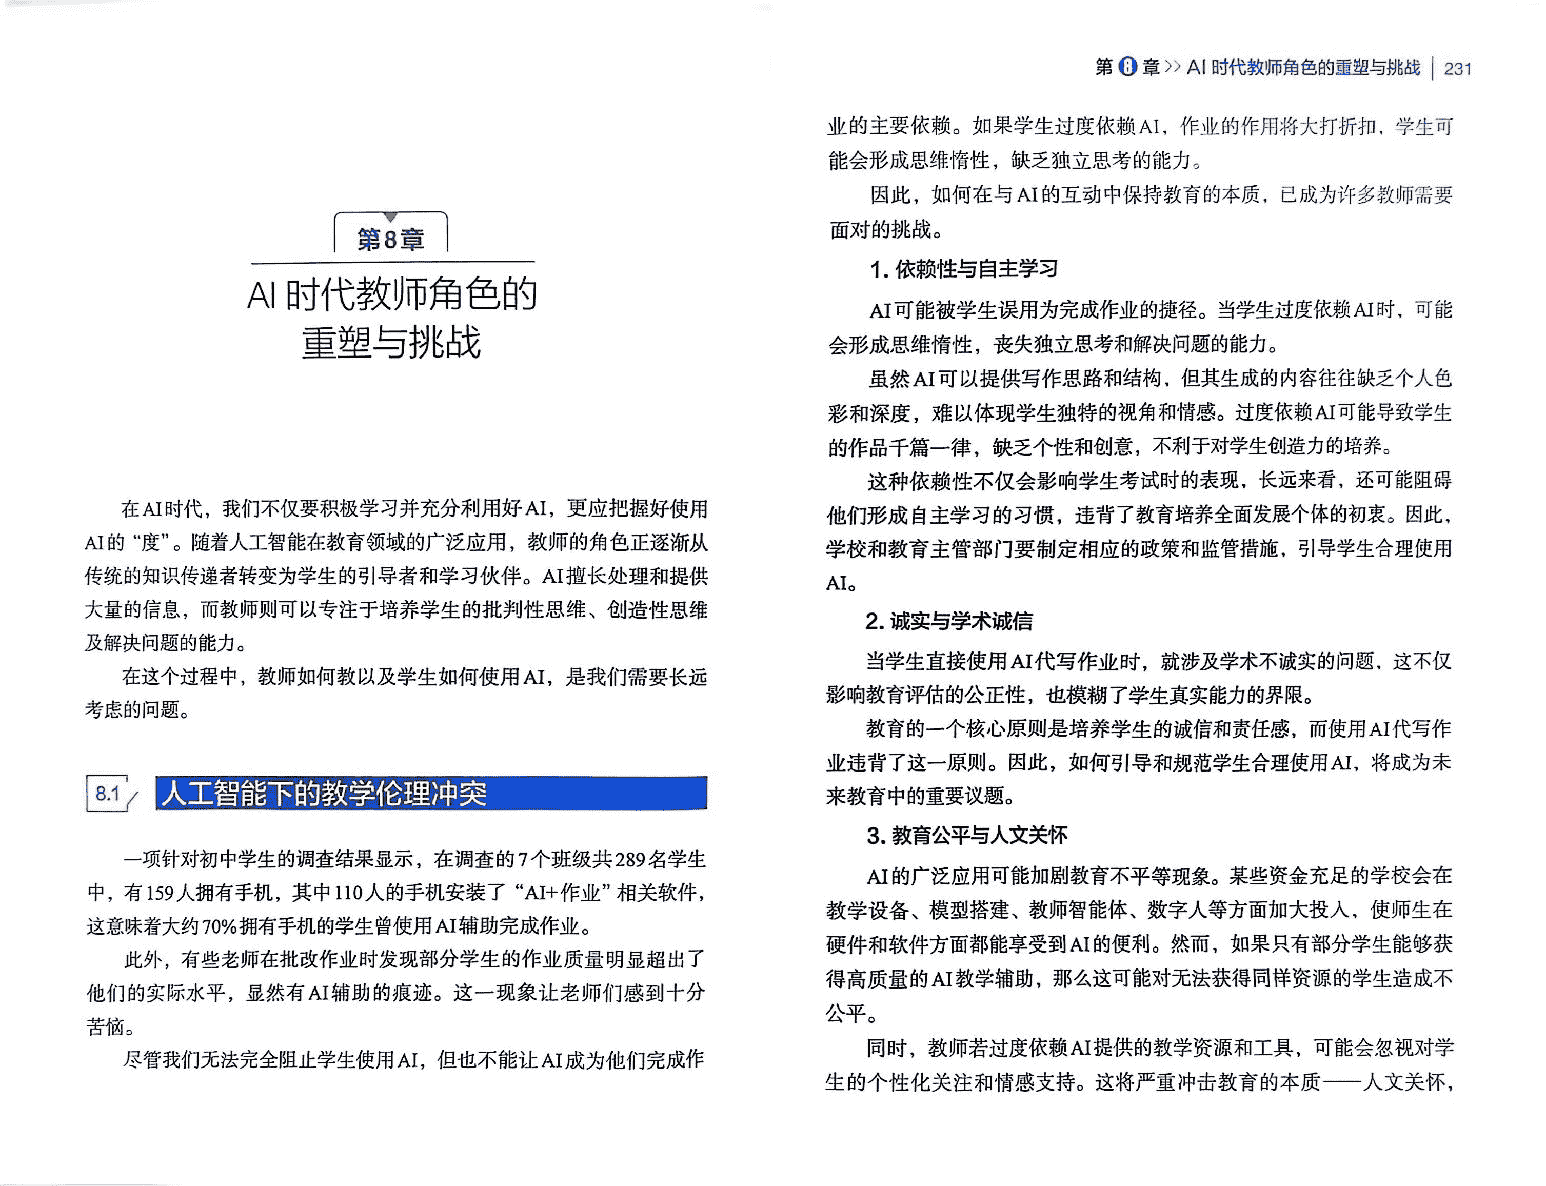 第8章
AI 时代教师角色的
重塑与挑战
在AI时代，我们不仅要积极学习并充分利用好AI，更应把握好使用
AI的“度”。随着人工智能在教育领域的广泛应用，教师的角色正逐渐从
传统的知识传递者转变为学生的引导者和学习伙伴。AI擅长处理和提供
大量的信息，而教师则可以专注于培养学生的批判性思维、创造性思维
及解决问题的能力。
在这个过程中，教师如何教以及学生如何使用AI，是我们需要长远
考虑的问题。
8.1 人工智能下的教学伦理冲突
一项针对初中学生的调查结果显示，在调查的7个班级共289名学生
中，有159人拥有手机，其中110人的手机安装了“AI+作业”相关软件，
这意味着大约70%拥有手机的学生曾使用AI辅助完成作业。
此外，有些老师在批改作业时发现部分学生的作业质量明显超出了
他们的实际水平，显然有AI辅助的痕迹。这一现象让老师们感到十分
苦恼。
尽管我们无法完全阻止学生使用AI，但也不能让AI成为他们完成作
第8章>> AI 时代教师角色的重塑与挑战 | 231
业的主要依赖。如果学生过度依赖AI，作业的作用将大打折扣，学生可
能会形成思维惰性，缺乏独立思考的能力。
因此，如何在与AI的互动中保持教育的本质，已成为许多教师需要
面对的挑战。
1. 依赖性与自主学习
AI可能被学生误用为完成作业的捷径。当学生过度依赖AI时，可能
会形成思维惰性，丧失独立思考和解决问题的能力。
虽然AI可以提供写作思路和结构，但其生成的内容往往缺乏个人色
彩和深度，难以体现学生独特的视角和情感。过度依赖AI可能导致学生
的作品千篇一律，缺乏个性和创意，不利于对学生创造力的培养。
这种依赖性不仅会影响学生考试时的表现，长远来看，还可能阻碍
他们形成自主学习的习惯，违背了教育培养全面发展个体的初衷。因此，
学校和教育主管部门要制定相应的政策和监管措施，引导学生合理使用
AI。
2. 诚实与学术诚信
当学生直接使用AI代写作业时，就涉及学术不诚实的问题，这不仅
影响教育评估的公正性，也模糊了学生真实能力的界限。
教育的一个核心原则是培养学生的诚信和责任感，而使用AI代写作
业违背了这一原则。因此，如何引导和规范学生合理使用AI，将成为未
来教育中的重要议题。
3. 教育公平与人文关怀
AI的广泛应用可能加剧教育不平等现象。某些资金充足的学校会在
教学设备、模型搭建、教师智能体、数字人等方面加大投入，使师生在
硬件和软件方面都能享受到AI的便利。然而，如果只有部分学生能够获
得高质量的AI教学辅助，那么这可能对无法获得同样资源的学生造成不
公平。
同时，教师若过度依赖AI提供的教学资源和工具，可能会忽视对学
生的个性化关注和情感支持。这将严重冲击教育的本质——人文关怀，